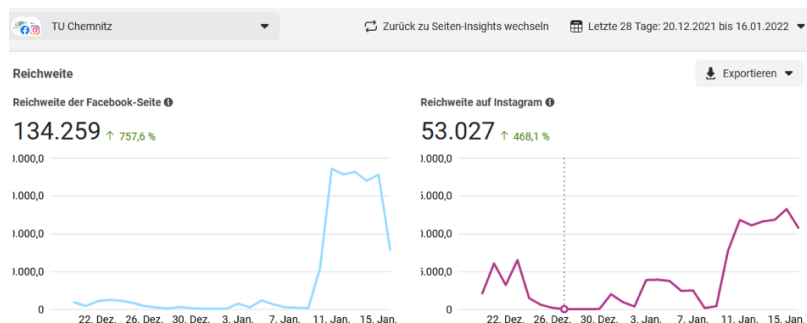 TU Chemnitz
Zurück zu Seiten-Insights wechseln
Letzte 28 Tage: 20.12.2021 bis 16.01.2022
Reichweite
Exportieren
Reichweite der Facebook-Seite
Reichweite auf Instagram
134.259 ↑ 757,6 %
53.027 ↑ 468,1 %
0
22. Dez. 26. Dez. 30. Dez. 3. Jan. 7. Jan. 11. Jan. 15. Jan.
0
22. Dez. 26. Dez. 30. Dez. 3. Jan. 7. Jan. 11. Jan. 15. Jan.